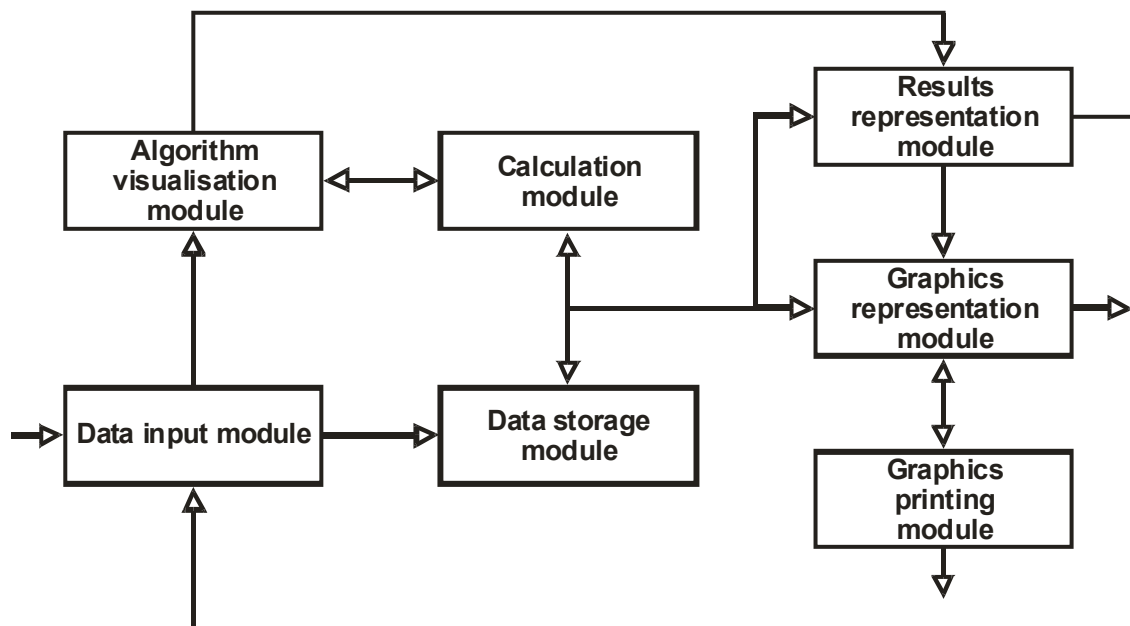 Results
representation
module
Algorithm
visualisation
module
Calculation
module
Graphics
representation
module
Data input module
Data storage
module
Graphics
printing
module